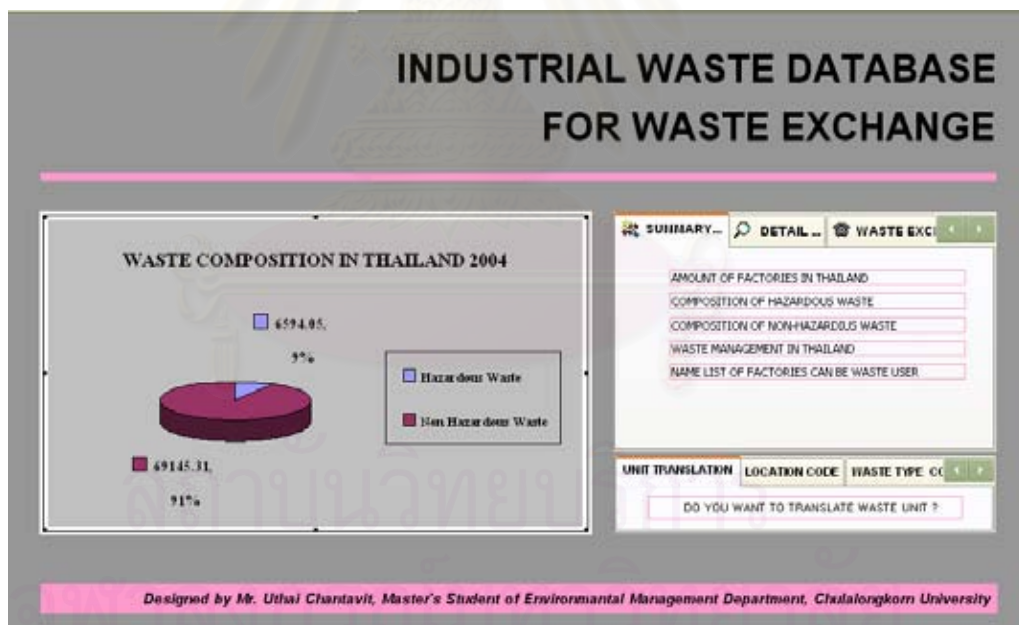 INDUSTRIAL WASTE DATABASE
FOR WASTE EXCHANGE
WASTE COMPOSITION IN THAILAND 2004
6594.05,
9%
Hazardous Waste
Non Hazardous Waste
69145.31,
91%
SUMMARY...
DETAIL ...
WASTE EXC
AMOUNT OF FACTORIES IN THAILAND
COMPOSITION OF HAZARDOUS WASTE
COMPOSITION OF NON-HAZARDIUS WASTE
WASTE MANAGEMENT IN THAILAND
NAME LIST OF FACTORIES CAN BE WASTE USER
UNIT TRANSLATION
LOCATION CODE
WASTE TYPE CC
DO YOU WANT TO TRANSLATE WASTE UNIT ?
Designed by Mr. Uthai Chantavit, Master's Student of Environmantal Management Department, Chulalongkorn University